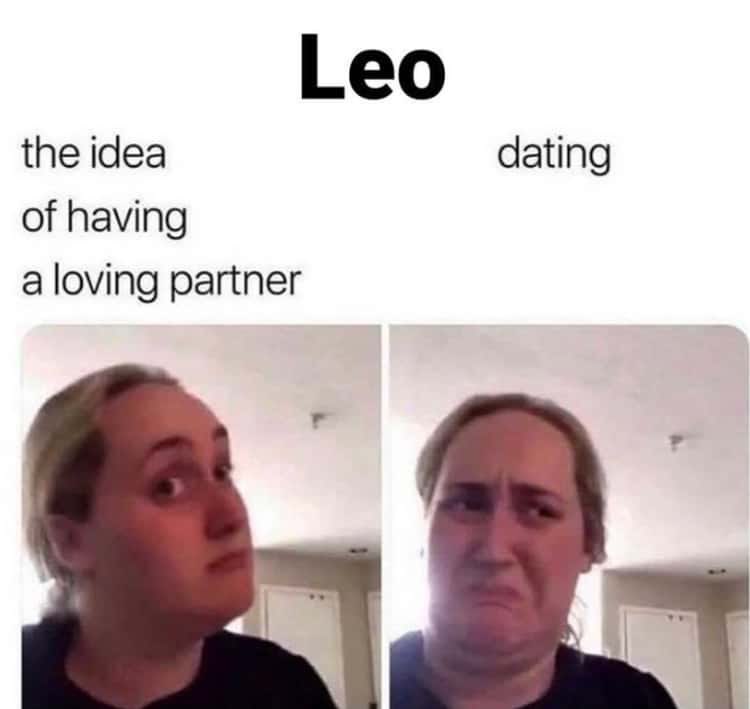 Leo
the idea
of having
a loving partner
dating